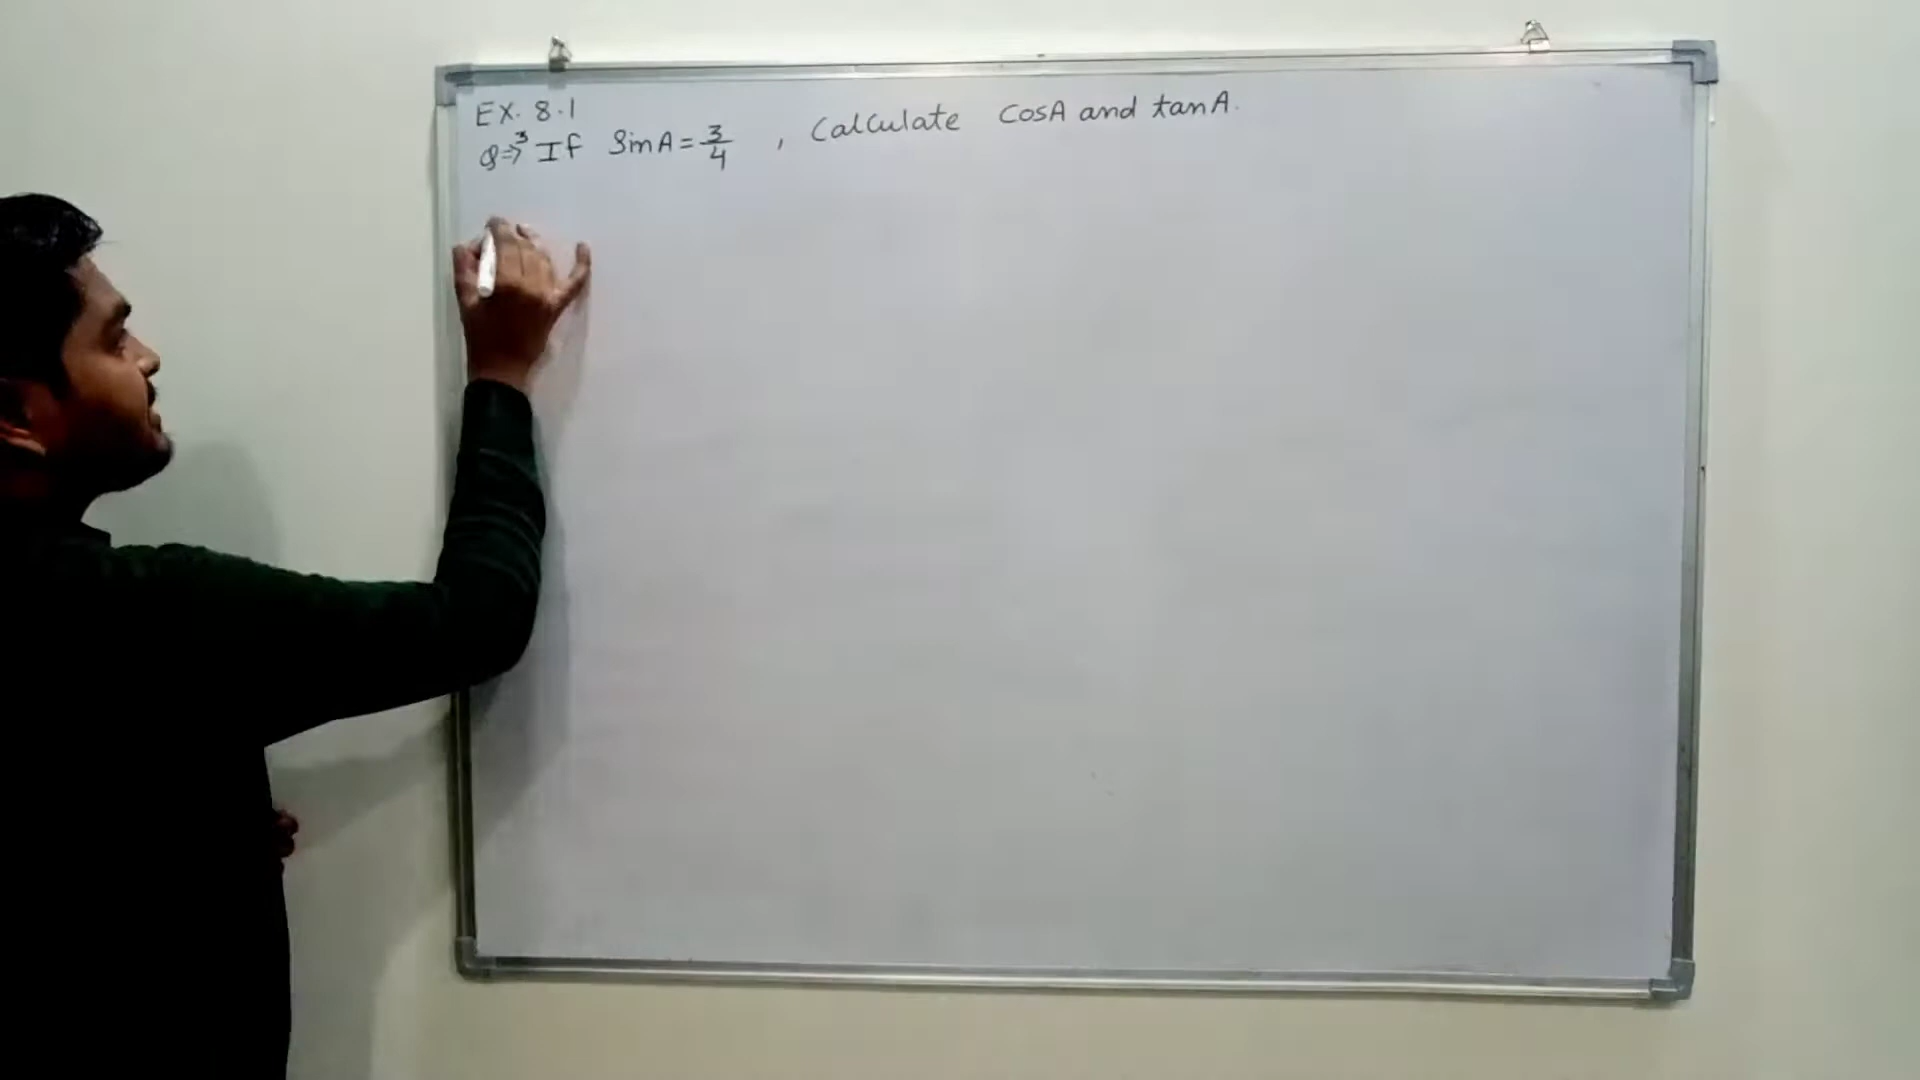 EX. 8.1
Q⇒3 If SinA = 3/4 , Calculate CosA and tanA.